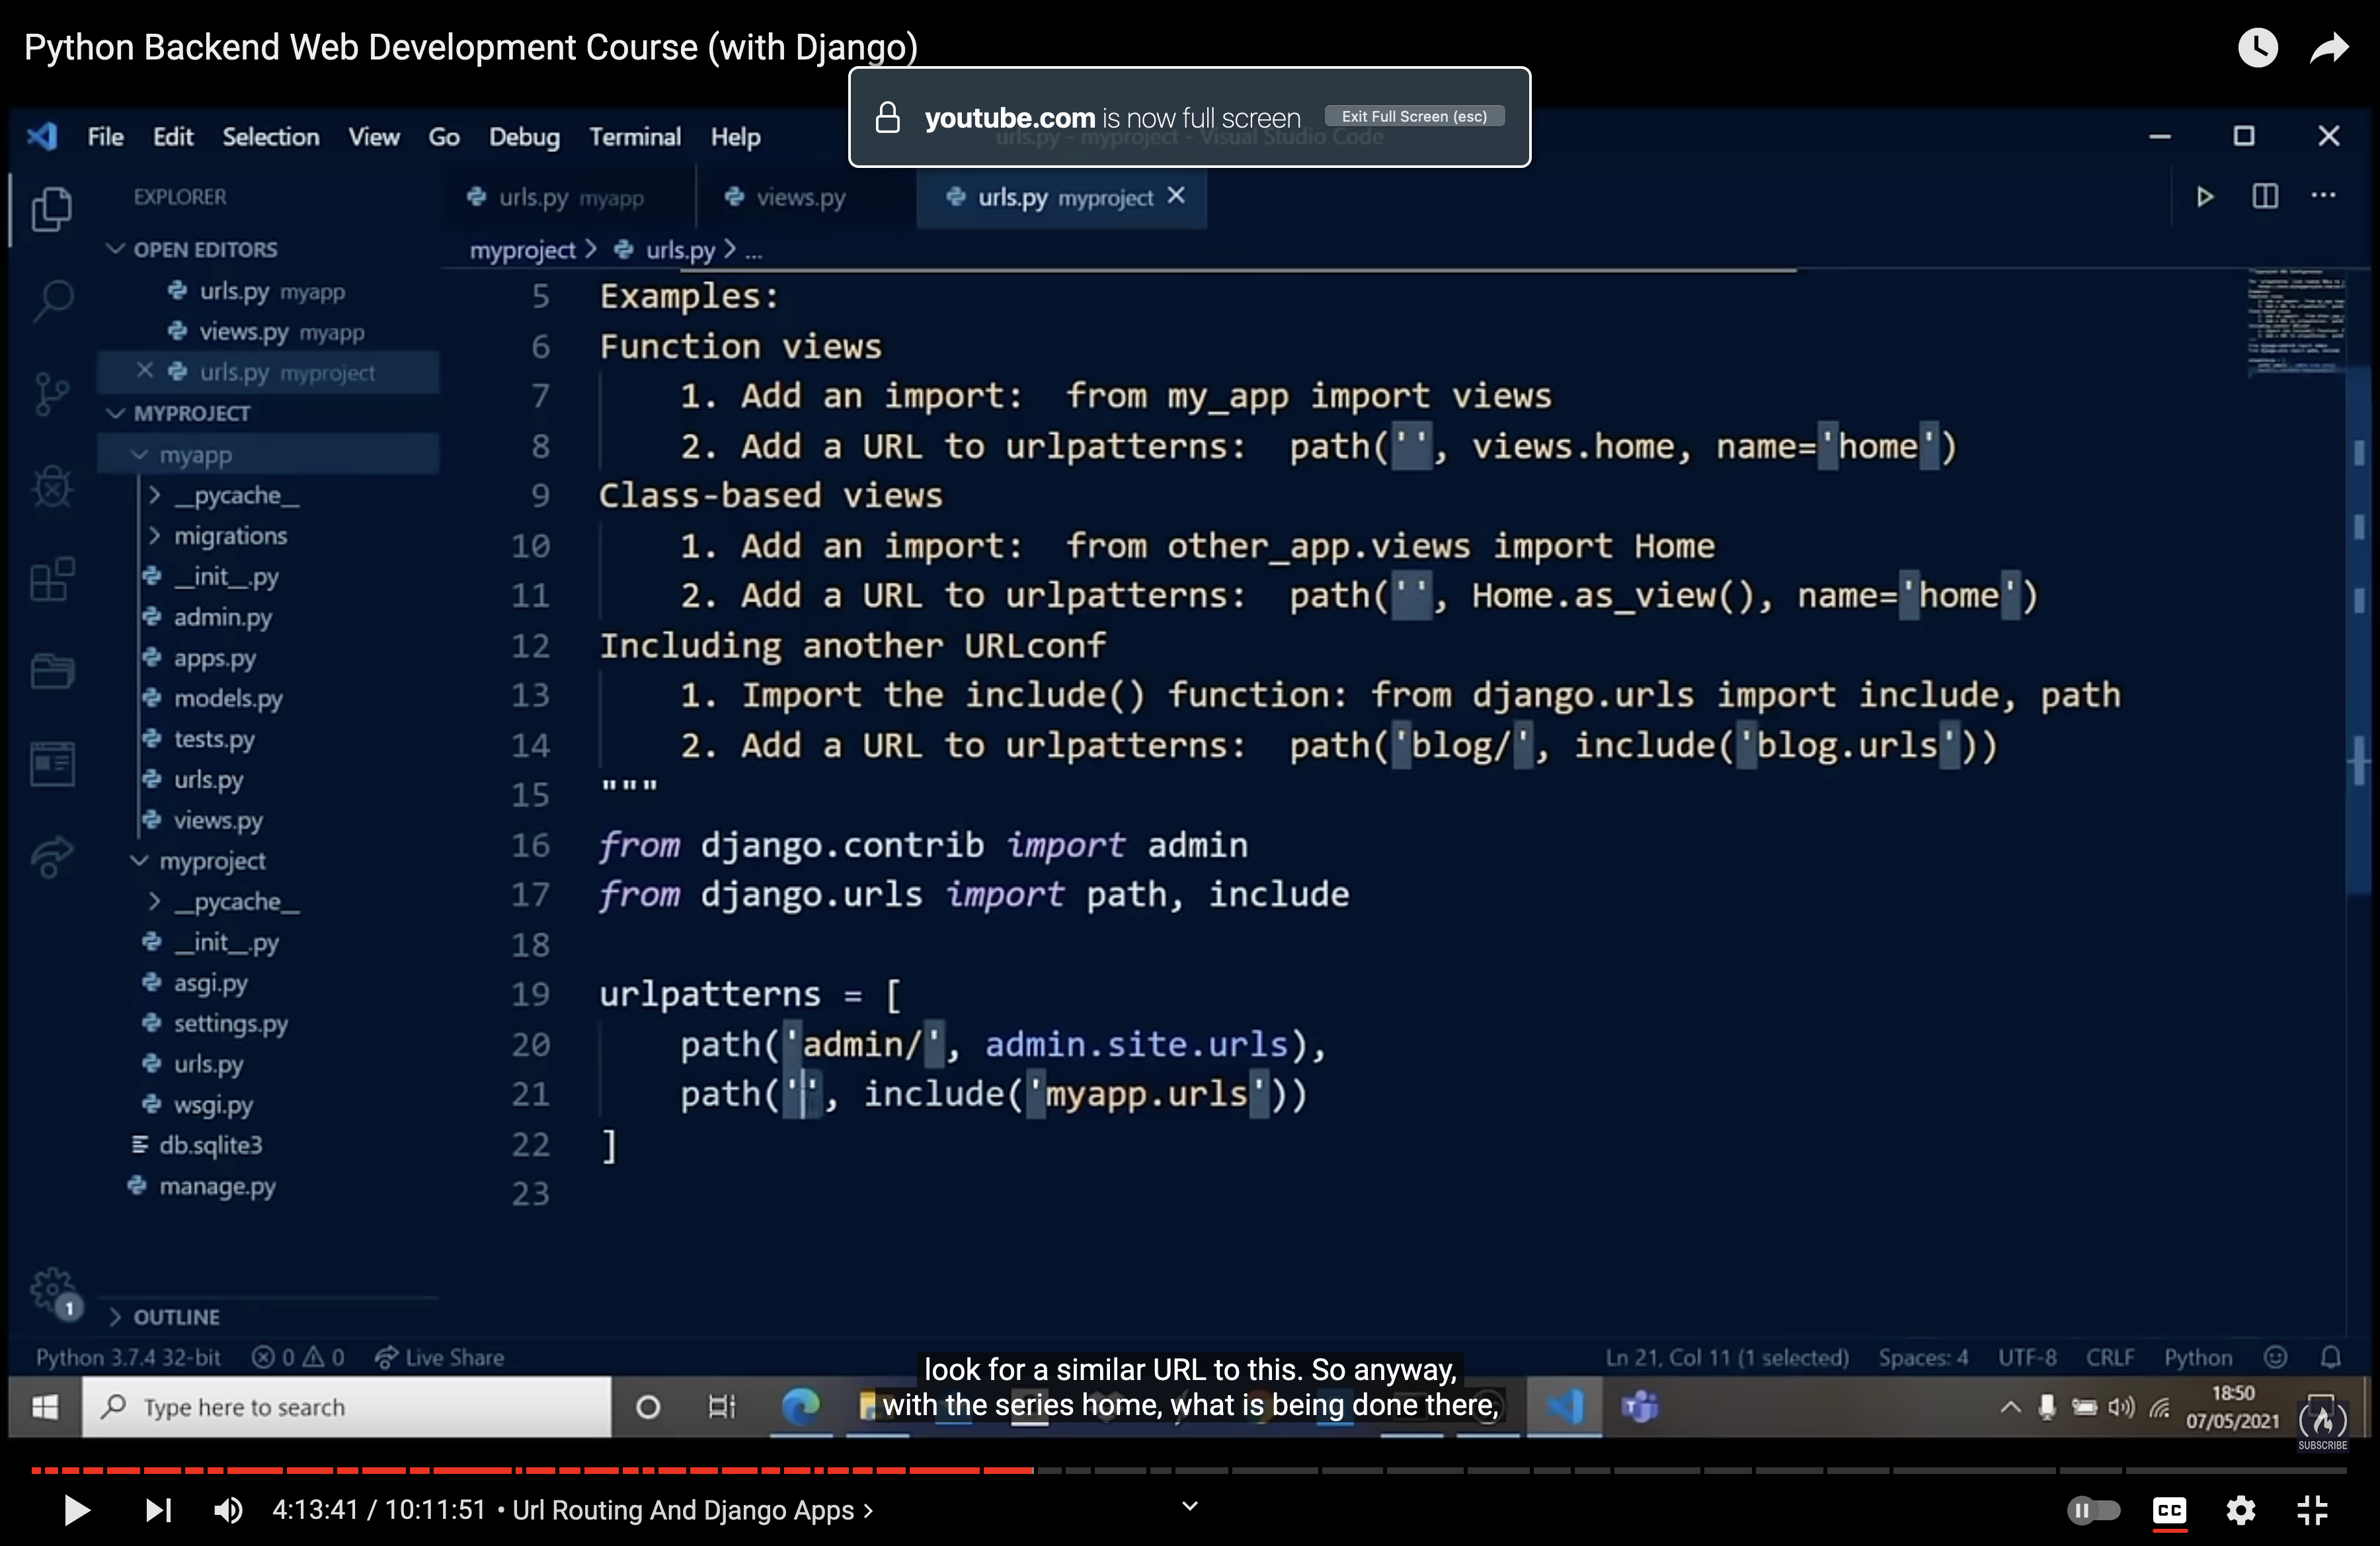 Python Backend Web Development Course (with Django)
youtube.com is now full screen Exit Full Screen (esc)
File Edit Selection View Go Debug Terminal Help urls.py - myproject - Visual Studio Code
EXPLORER
urls.py myapp views.py urls.py myproject
OPEN EDITORS
myproject > urls.py > ...
urls.py myapp
views.py myapp
urls.py myproject
MYPROJECT
myapp
__pycache__
migrations
__init__.py
admin.py
apps.py
models.py
tests.py
urls.py
views.py
myproject
__pycache__
__init__.py
asgi.py
settings.py
urls.py
wsgi.py
db.sqlite3
manage.py
OUTLINE
5 Examples:
6 Function views
7 1. Add an import: from my_app import views
8 2. Add a URL to urlpatterns: path('', views.home, name='home')
9 Class-based views
10 1. Add an import: from other_app.views import Home
11 2. Add a URL to urlpatterns: path('', Home.as_view(), name='home')
12 Including another URLconf
13 1. Import the include() function: from django.urls import include, path
14 2. Add a URL to urlpatterns: path('blog/', include('blog.urls'))
15 """
16 from django.contrib import admin
17 from django.urls import path, include
18
19 urlpatterns = [
20 path('admin/', admin.site.urls),
21 path('', include('myapp.urls'))
22 ]
23
1
Python 3.7.4 32-bit 0 0 Live Share Ln 21, Col 11 (1 selected) Spaces: 4 UTF-8 CRLF Python
look for a similar URL to this. So anyway,
with the series home, what is being done there,
Type here to search
18:50
07/05/2021
SUBSCRIBE
4:13:41 / 10:11:51 • Url Routing And Django Apps >
CC